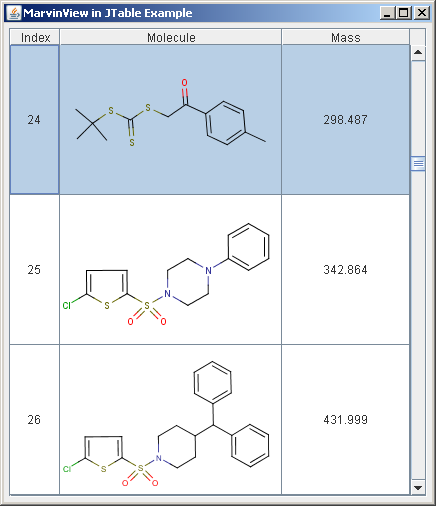 MarvinView in JTable Example
Index Molecule Mass
24 S S O S 298.487
25 Cl S S O O N N 342.864
26 Cl S S O O N 431.999